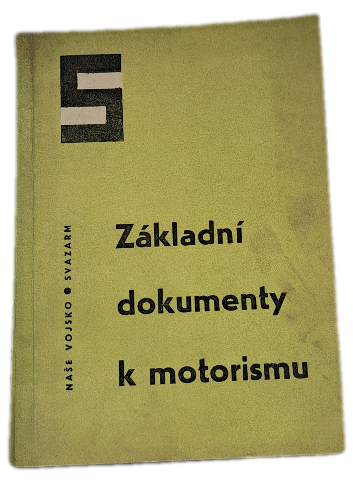 S
Základní
dokumenty
k motorismu
NAŠE VOJSKO ● SVAZARM